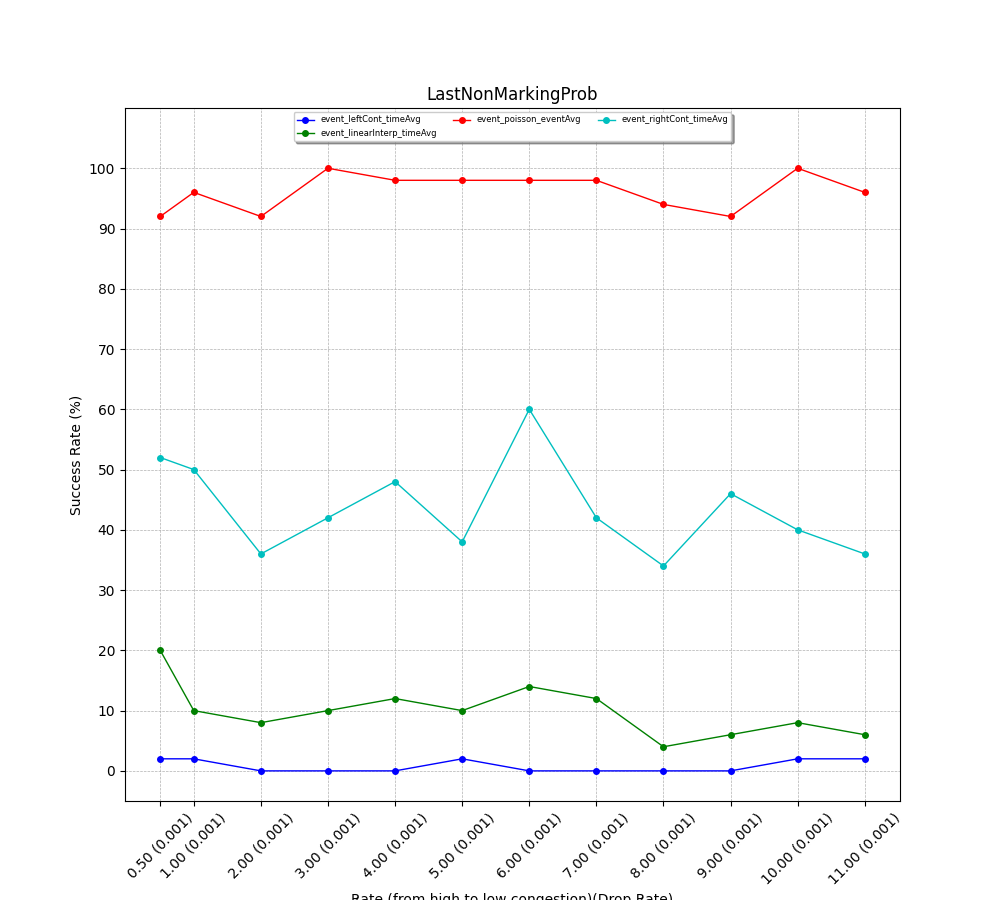 LastNonMarkingProb
event_leftCont_timeAvg event_poisson_eventAvg event_rightCont_timeAvg
event_linearInterp_timeAvg
100
90
80
70
60
50
40
30
20
10
0
Success Rate (%)
0.50 (0.001) 1.00 (0.001) 2.00 (0.001) 3.00 (0.001) 4.00 (0.001) 5.00 (0.001) 6.00 (0.001) 7.00 (0.001) 8.00 (0.001) 9.00 (0.001) 10.00 (0.001) 11.00 (0.001)
Rate (from high to low congestion)(Drop Rate)